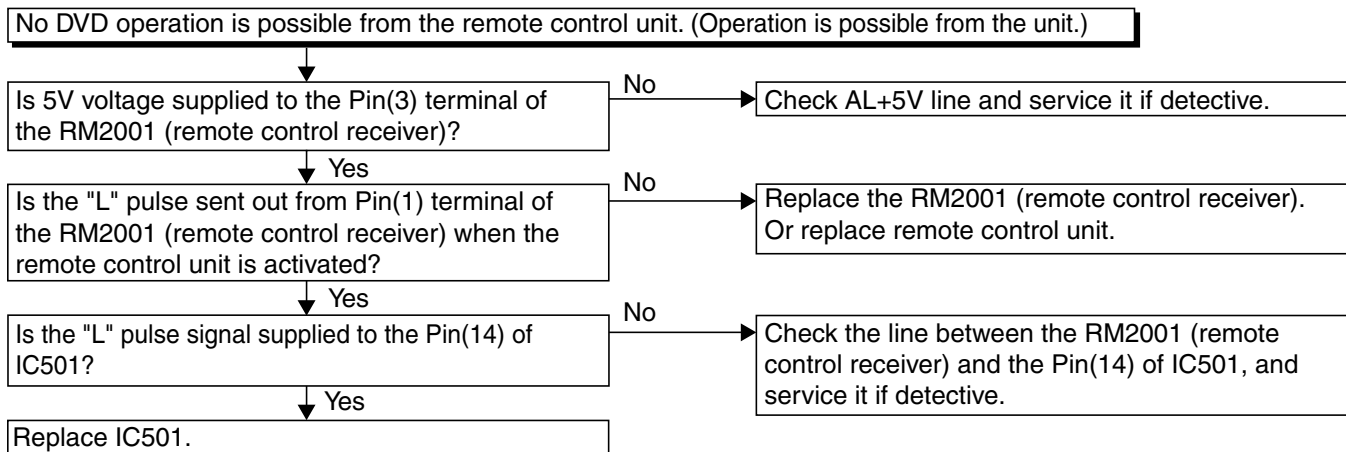 No DVD operation is possible from the remote control unit. (Operation is possible from the unit.)
Is 5V voltage supplied to the Pin(3) terminal of
the RM2001 (remote control receiver)?
No
Check AL+5V line and service it if detective.
Yes
Is the "L" pulse sent out from Pin(1) terminal of
the RM2001 (remote control receiver) when the
remote control unit is activated?
No
Replace the RM2001 (remote control receiver).
Or replace remote control unit.
Yes
Is the "L" pulse signal supplied to the Pin(14) of
IC501?
No
Check the line between the RM2001 (remote
control receiver) and the Pin(14) of IC501, and
service it if detective.
Yes
Replace IC501.